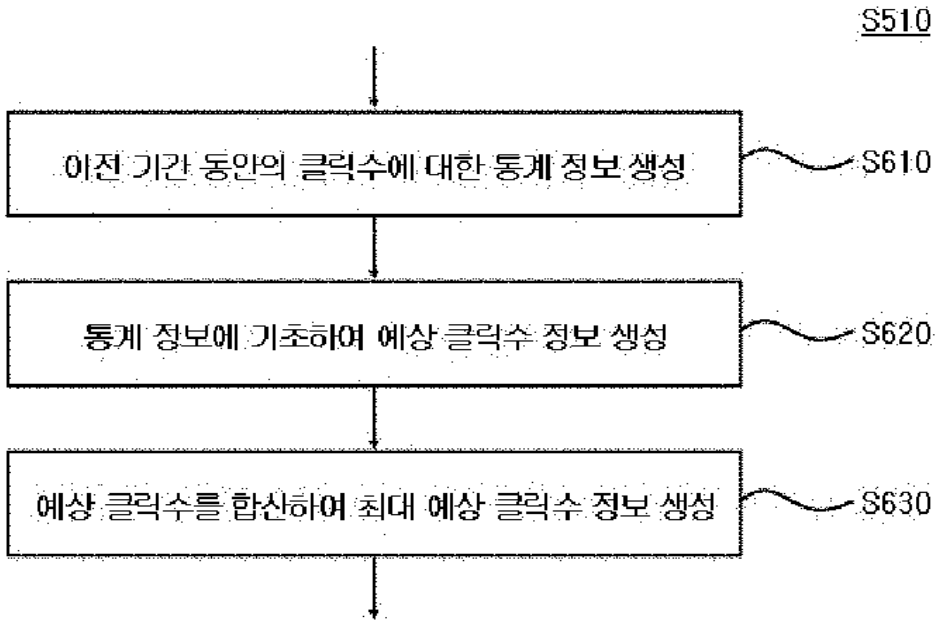 S510
이전 기간 동안의 클릭수에 대한 통계 정보 생성
S610
통계 정보에 기초하여 예상 클릭수 정보 생성
S620
예상 클릭수를 합산하여 최대 예상 클릭수 정보 생성
S630